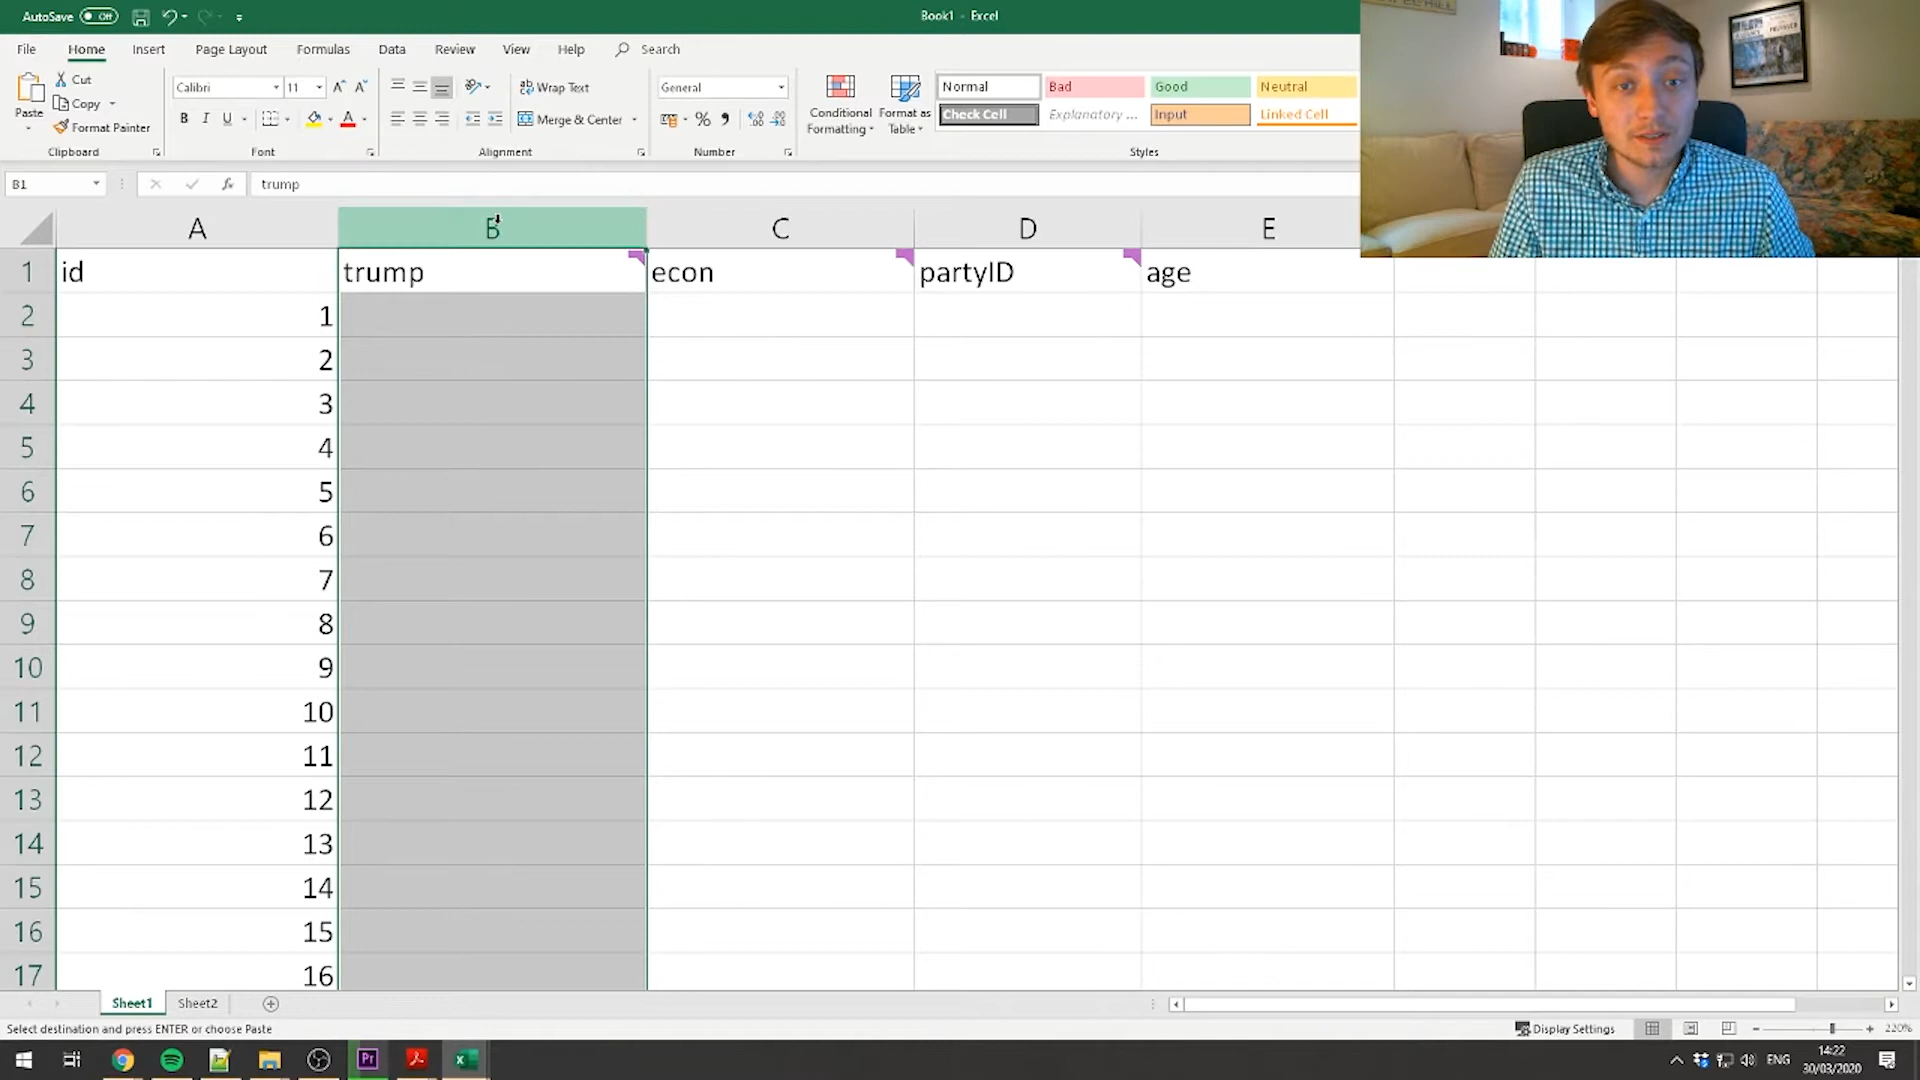 AutoSave Off
Book1 - Excel
File Home Insert Page Layout Formulas Data Review View Help Search
Paste
Cut
Copy
Format Painter
Clipboard
Calibri 11
B I U A
Font
Wrap Text
Merge & Center
Alignment
General
%
Number
Conditional Formatting
Format as Table
Normal Bad Good Neutral
Check Cell Explanatory ... Input Linked Cell
Styles
B1 fx trump
A B C D E
1 id trump econ partyID age
2 1
3 2
4 3
5 4
6 5
7 6
8 7
9 8
10 9
11 10
12 11
13 12
14 13
15 14
16 15
17 16
Sheet1 Sheet2
Select destination and press ENTER or choose Paste
Display Settings
220%
Pr
ENG
14:22
30/03/2020